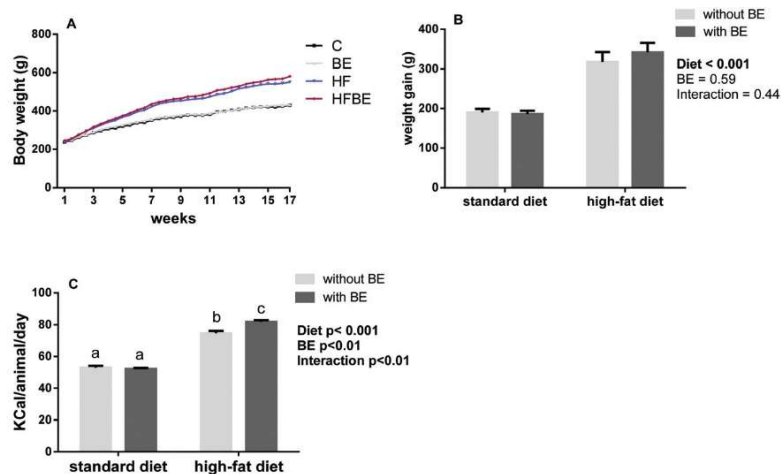 A
Body weight (g)
800
600
400
200
0
1 3 5 7 9 11 13 15 17
weeks
C
BE
HF
HFBE
B
weight gain (g)
400
300
200
100
0
standard diet high-fat diet
without BE
with BE
Diet < 0.001
BE = 0.59
Interaction = 0.44
C
KCal/animal/day
100
80
60
40
20
0
a a b c
standard diet high-fat diet
without BE
with BE
Diet p< 0.001
BE p<0.01
Interaction p<0.01